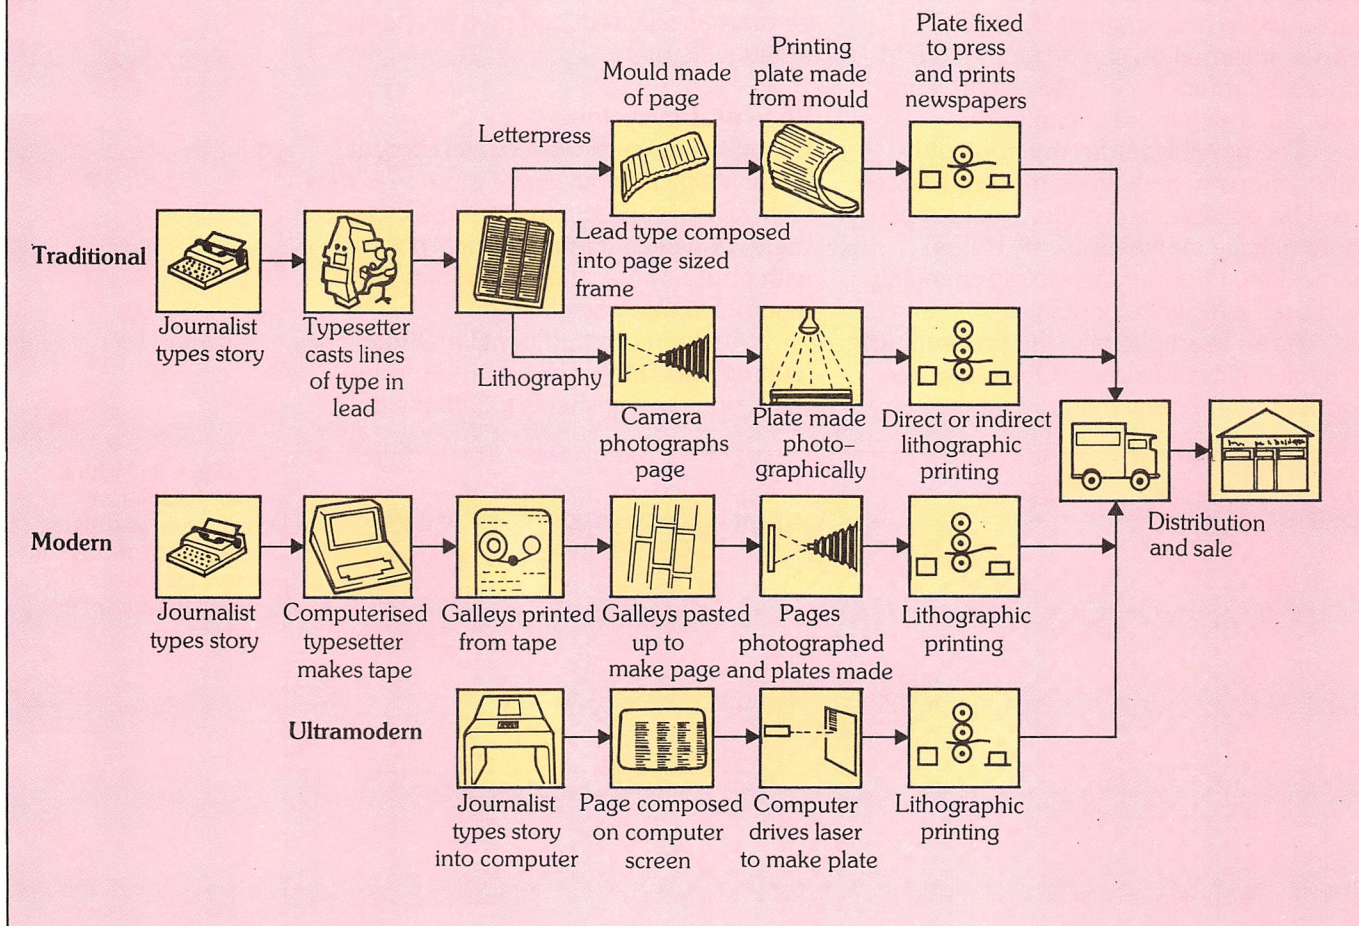 Mould made
of page
Printing
plate made
from mould
Plate fixed
to press
and prints
newspapers
Letterpress
Traditional
Journalist
types story
Typesetter
casts lines
of type in
lead
Lead type composed
into page sized
frame
Lithography
Camera
photographs
page
Plate made
photo–
graphically
Direct or indirect
lithographic
printing
Distribution
and sale
Modern
Journalist
types story
Computerised
typesetter
makes tape
Galleys printed
from tape
Galleys pasted
up to
make page
Pages
photographed
and plates made
Lithographic
printing
Ultramodern
Journalist
types story
into computer
Page composed
on computer
screen
Computer
drives laser
to make plate
Lithographic
printing